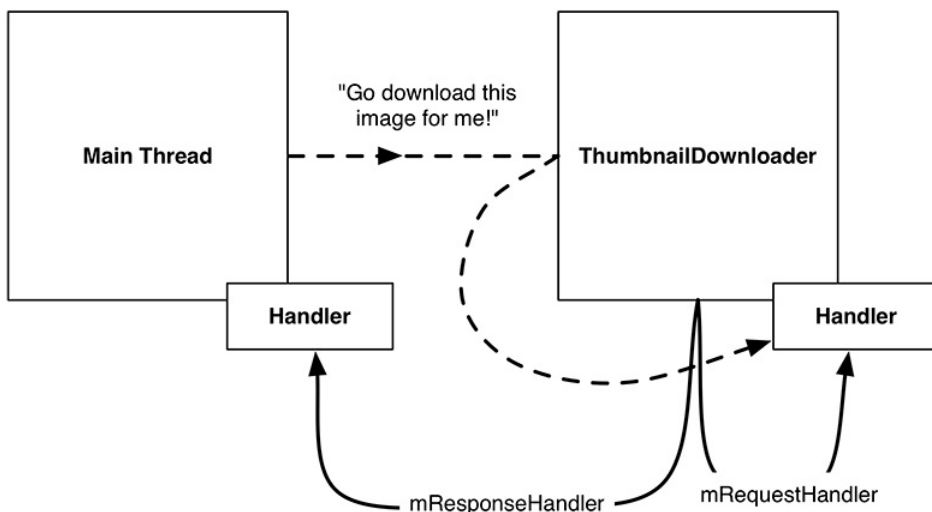 "Go download this
image for me!"
Main Thread
ThumbnailDownloader
Handler
Handler
mResponseHandler
mRequestHandler